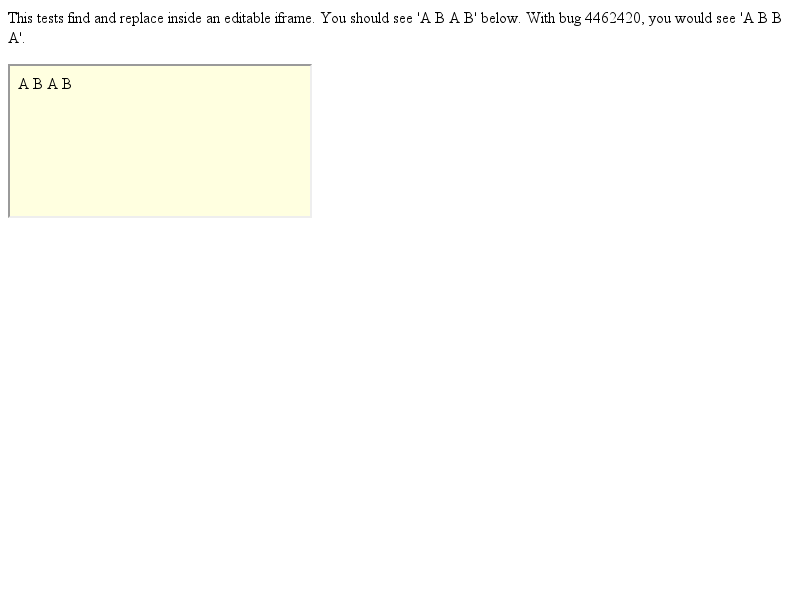 This tests find and replace inside an editable iframe. You should see 'A B A B' below. With bug 4462420, you would see 'A B B
A'.
A B A B